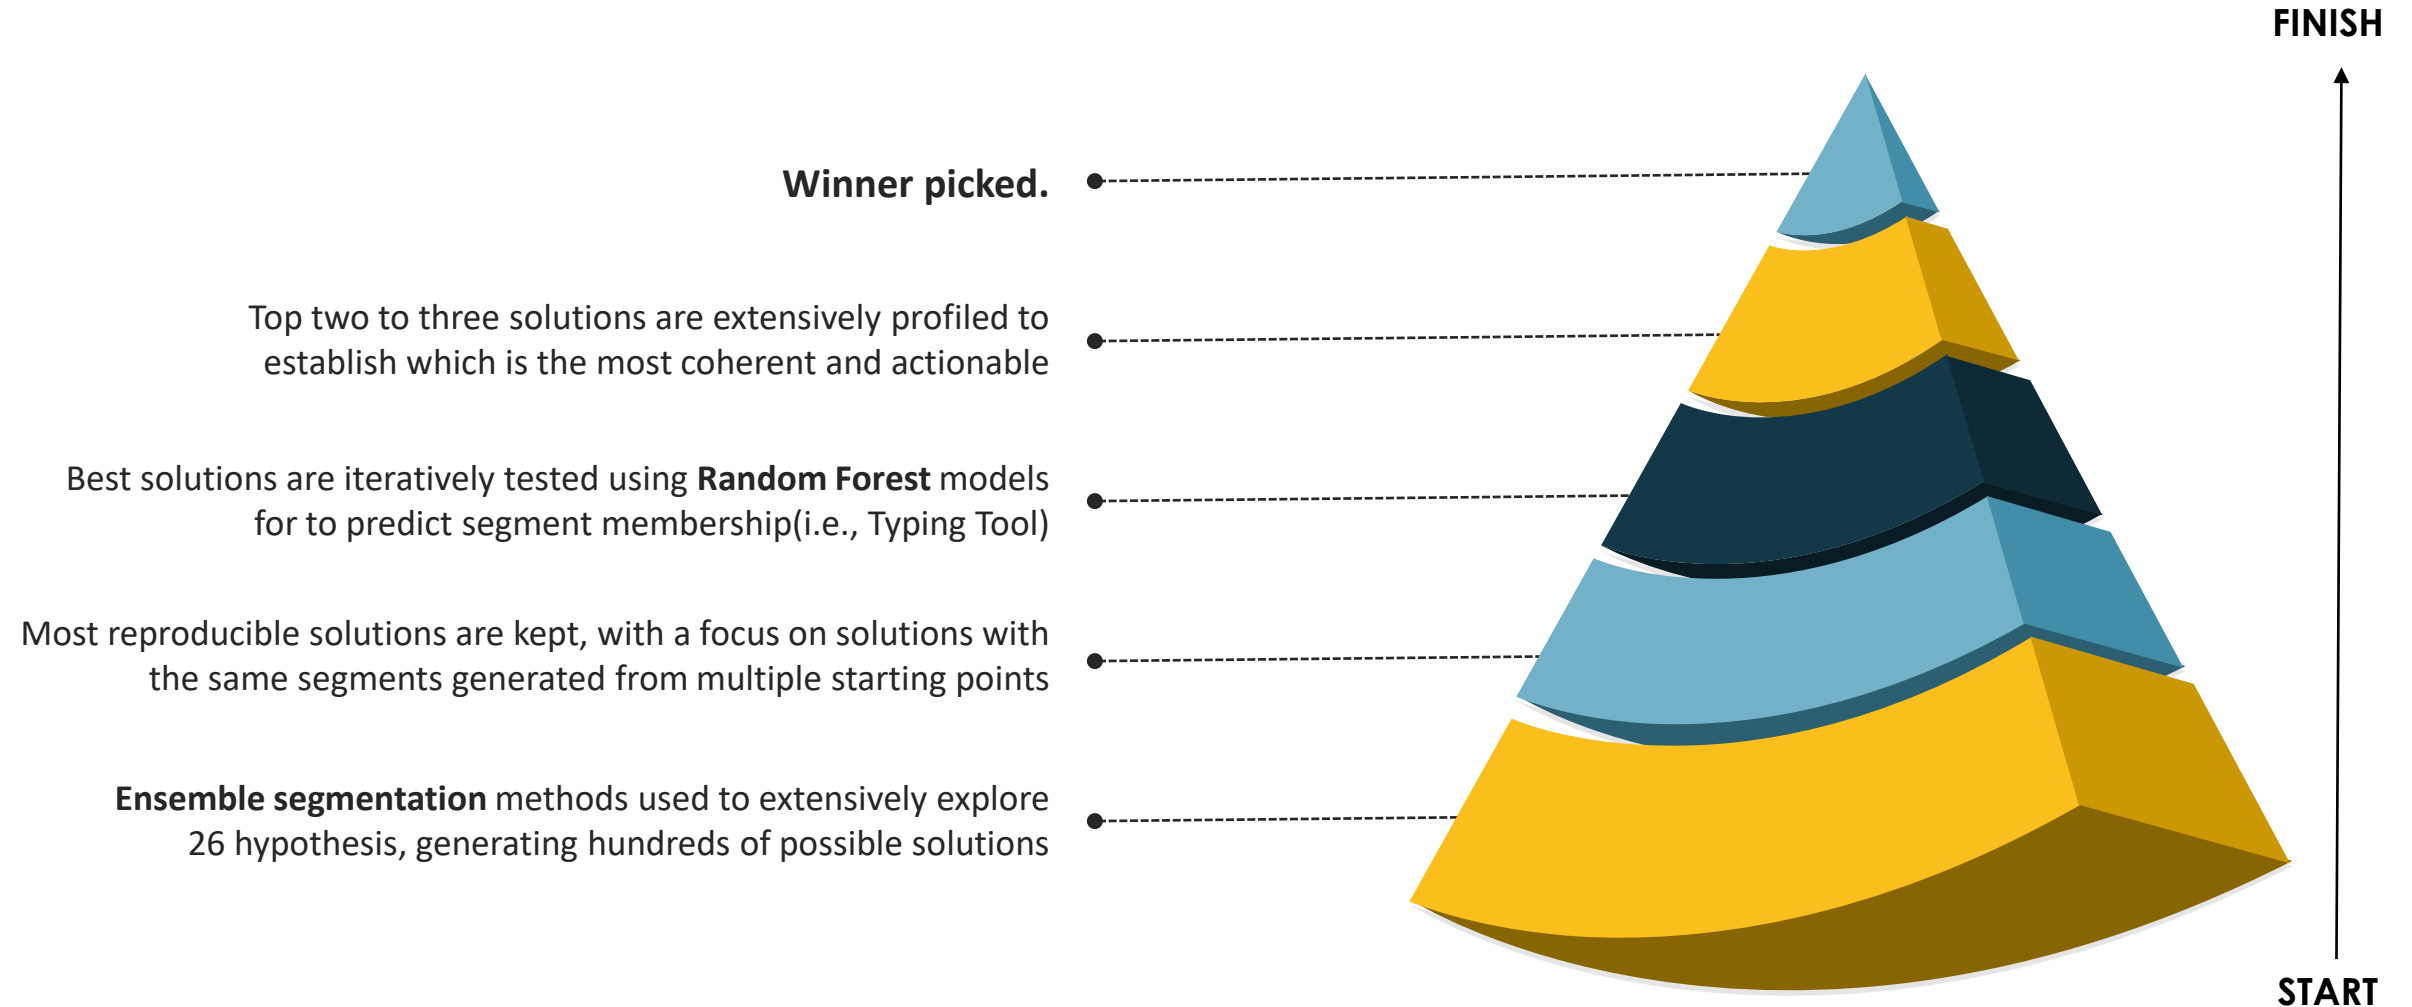 FINISH
Winner picked.
Top two to three solutions are extensively profiled to
establish which is the most coherent and actionable
Best solutions are iteratively tested using Random Forest models
for to predict segment membership(i.e., Typing Tool)
Most reproducible solutions are kept, with a focus on solutions with
the same segments generated from multiple starting points
Ensemble segmentation methods used to extensively explore
26 hypothesis, generating hundreds of possible solutions
START